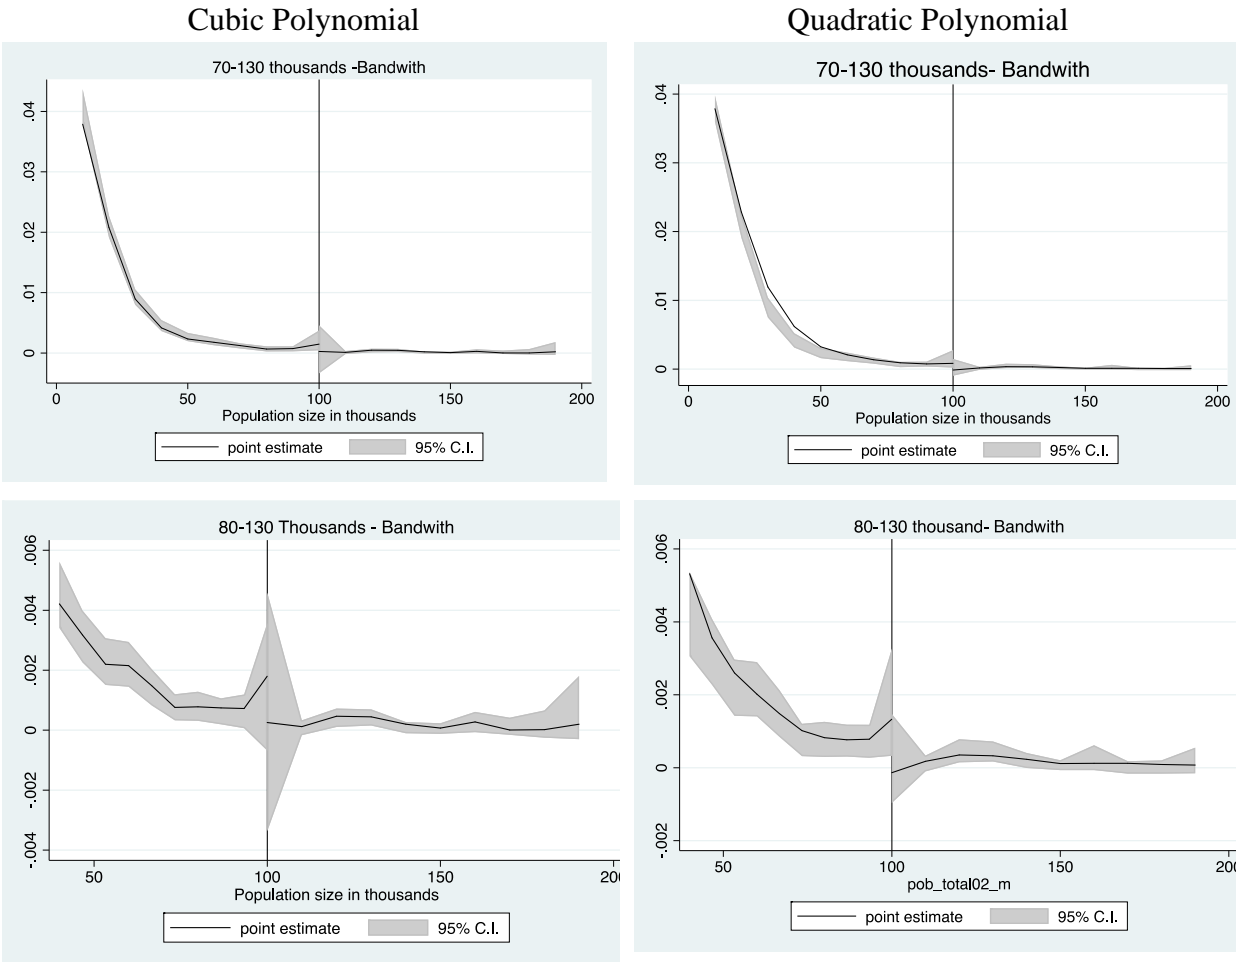 Cubic Polynomial
Quadratic Polynomial
70-130 thousands -Bandwith
.04
.03
.02
.01
0
0 50 100 150 200
Population size in thousands
point estimate 95% C.I.
70-130 thousands- Bandwith
.04
.03
.02
.01
0
0 50 100 150 200
Population size in thousands
point estimate 95% C.I.
80-130 Thousands - Bandwith
.006
.004
.002
0
-.002
-.004
50 100 150 200
Population size in thousands
point estimate 95% C.I.
80-130 thousand- Bandwith
.006
.004
.002
0
-.002
50 100 150 200
pob_total02_m
point estimate 95% C.I.